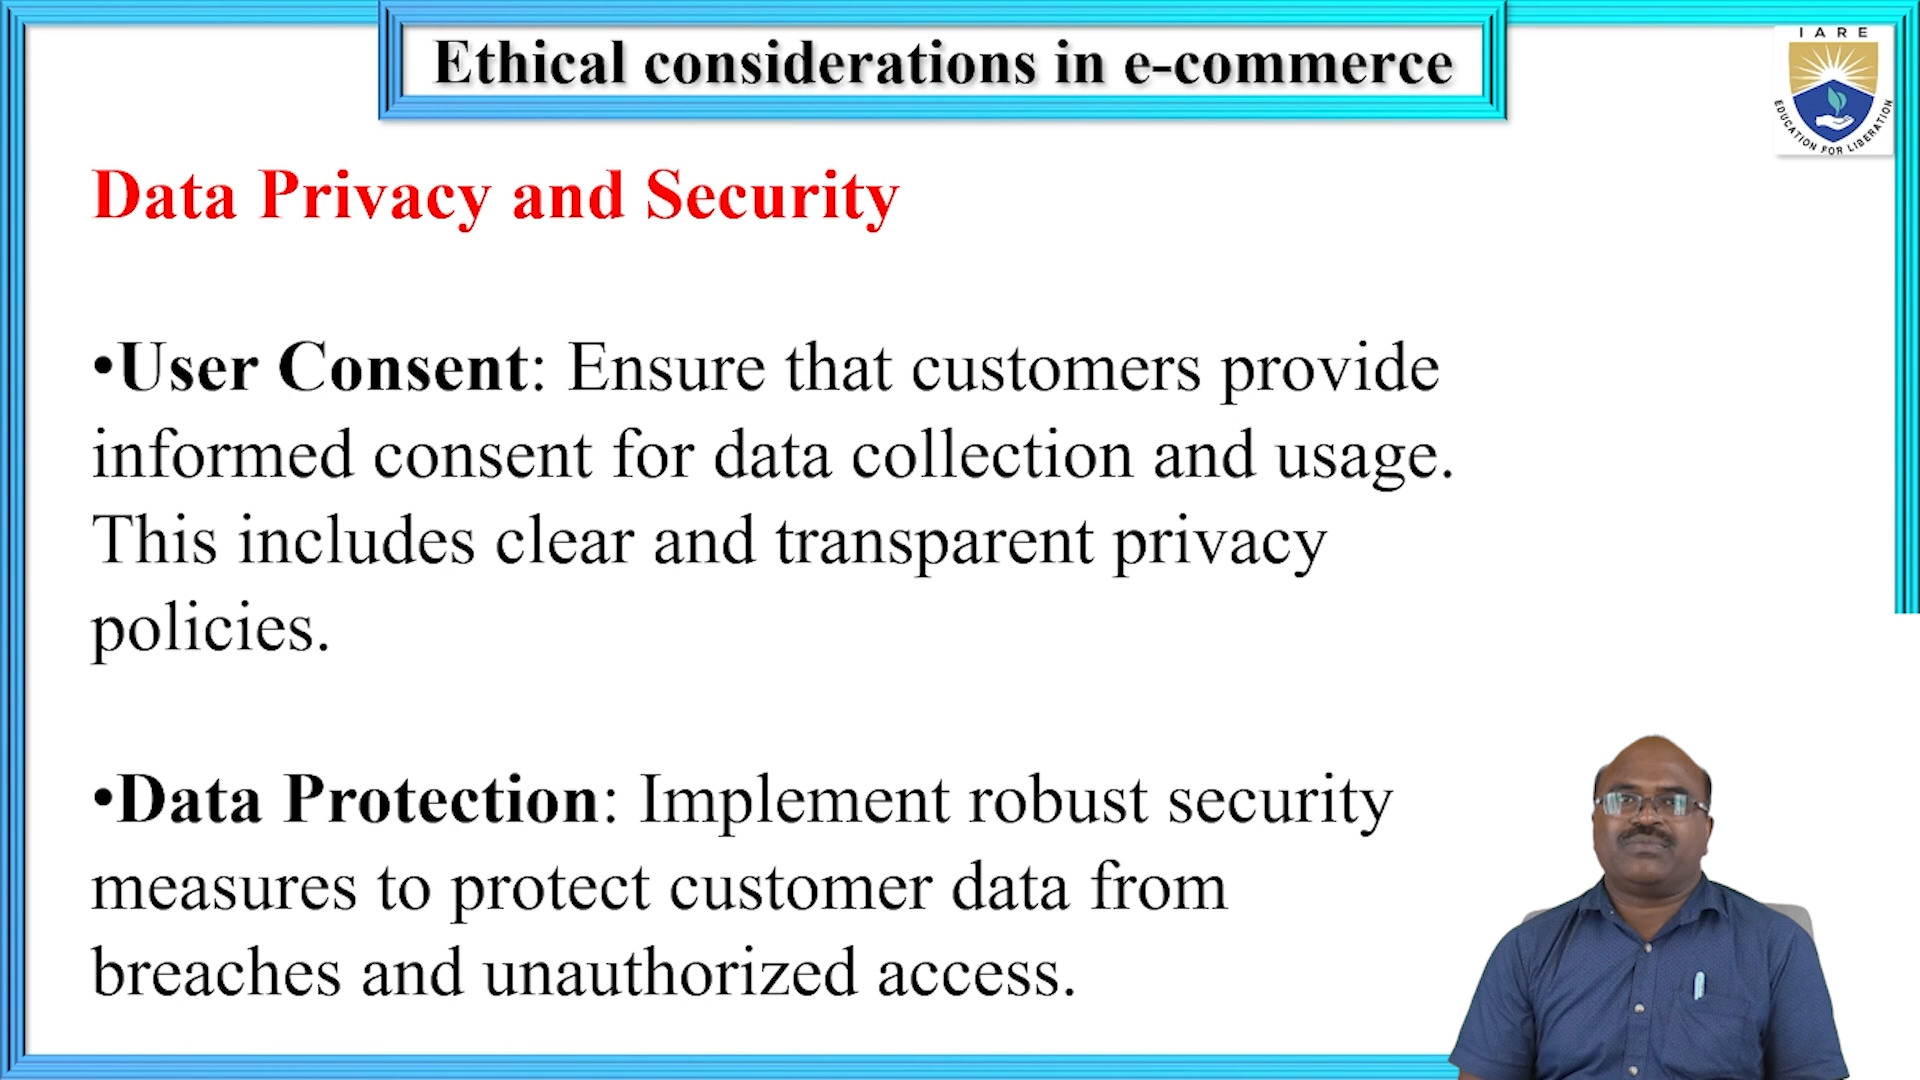 Ethical considerations in e-commerce
IARE
EDUCATION FOR LIBERATION
Data Privacy and Security
•User Consent: Ensure that customers provide
informed consent for data collection and usage.
This includes clear and transparent privacy
policies.
•Data Protection: Implement robust security
measures to protect customer data from
breaches and unauthorized access.